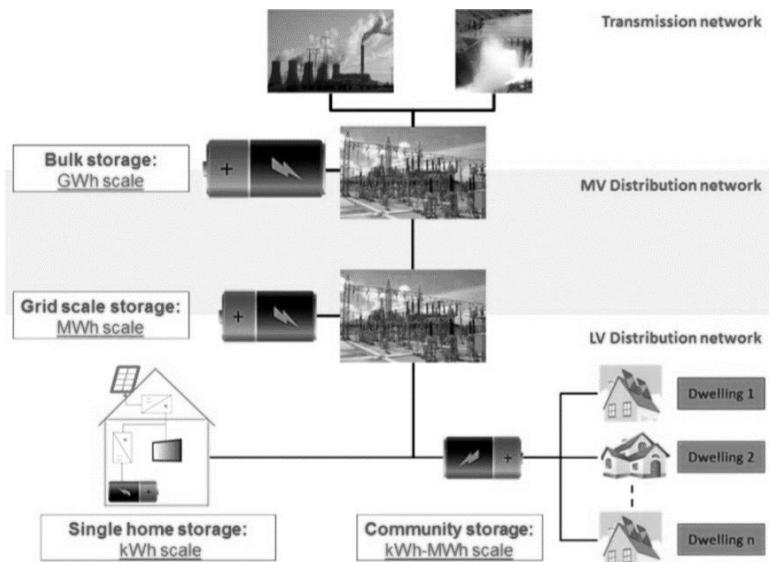 Transmission network
Bulk storage:
GWh scale
MV Distribution network
Grid scale storage:
MWh scale
LV Distribution network
Dwelling 1
Dwelling 2
Dwelling n
Single home storage:
kWh scale
Community storage:
kWh-MWh scale